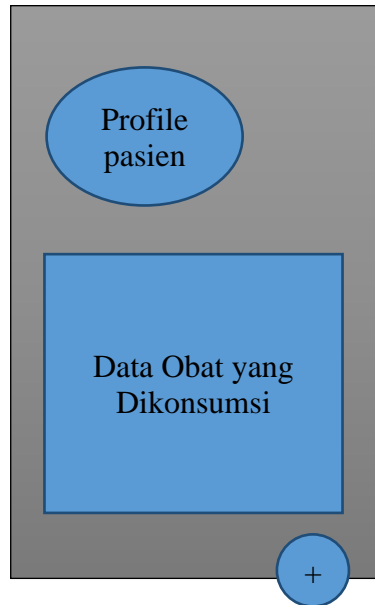 Profile
pasien
Data Obat yang
Dikonsumsi
+